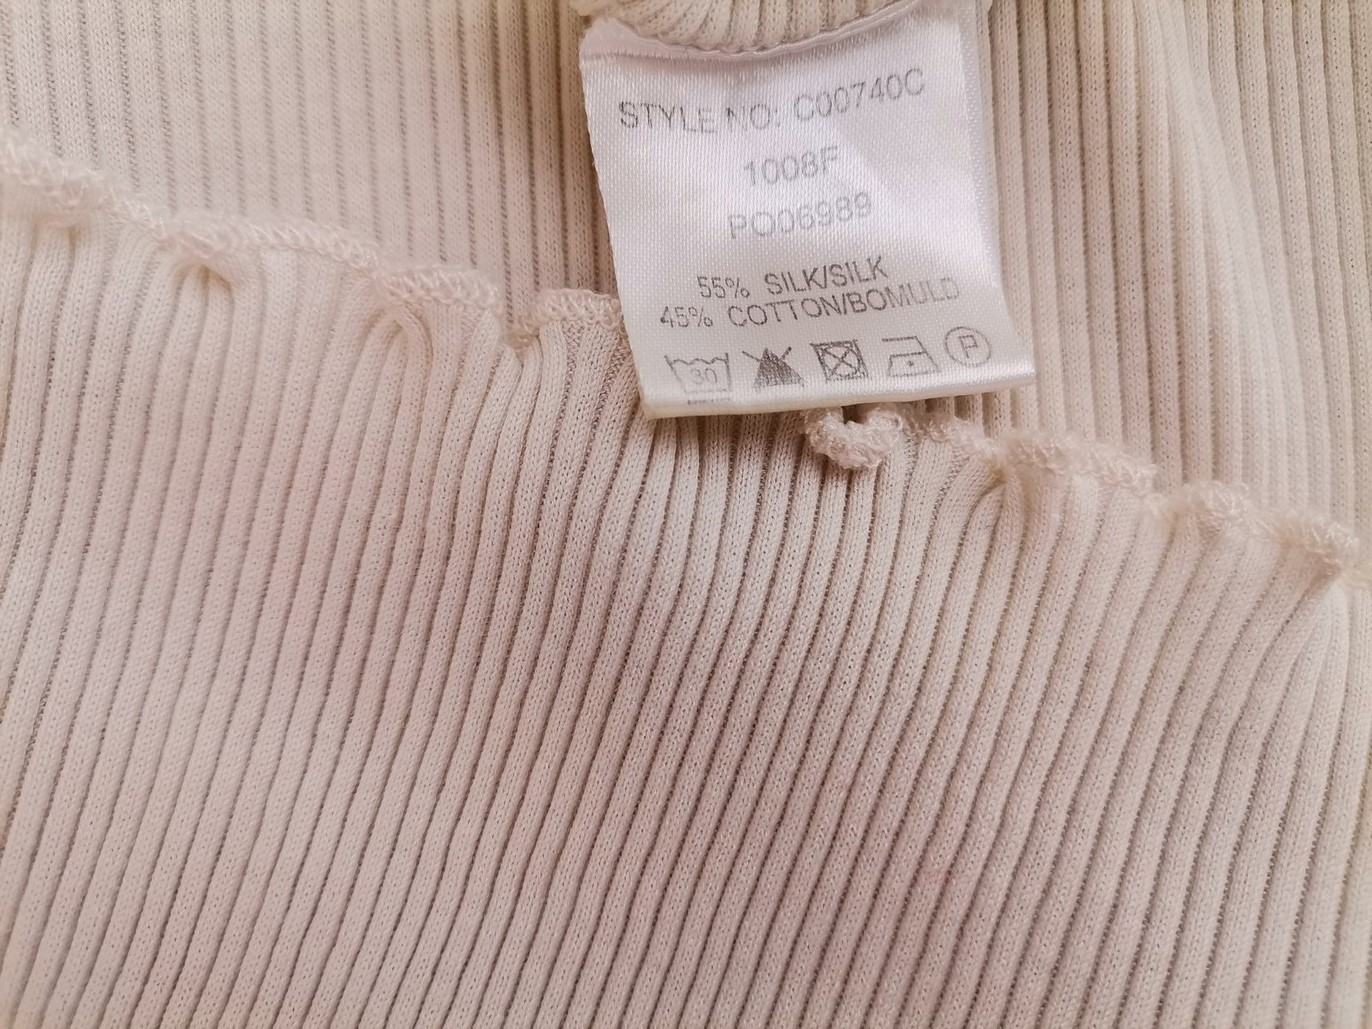 STYLE NO: C00740C
1008F
PO06989
55% SILK/SILK
45% COTTON/BOMULD
30 P